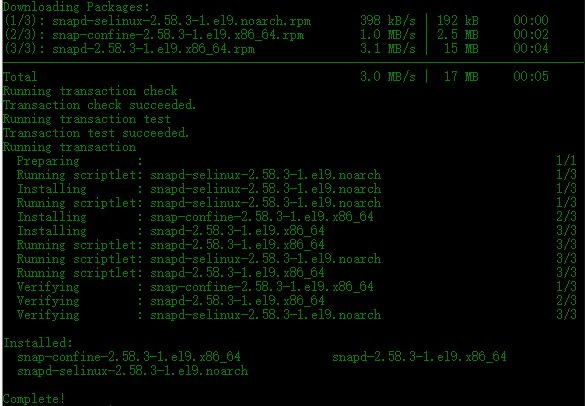 Downloading Packages:
(1/3): snapd-selinux-2.58.3-1.el9.noarch.rpm 398 kB/s | 192 kB 00:00
(2/3): snap-confine-2.58.3-1.el9.x86_64.rpm 1.0 MB/s | 2.5 MB 00:02
(3/3): snapd-2.58.3-1.el9.x86_64.rpm 3.1 MB/s | 15 MB 00:04
Total 3.0 MB/s | 17 MB 00:05
Running transaction check
Transaction check succeeded.
Running transaction test
Transaction test succeeded.
Running transaction
Preparing : 1/1
Running scriptlet: snapd-selinux-2.58.3-1.el9.noarch 1/3
Installing : snapd-selinux-2.58.3-1.el9.noarch 1/3
Running scriptlet: snapd-selinux-2.58.3-1.el9.noarch 1/3
Installing : snap-confine-2.58.3-1.el9.x86_64 2/3
Installing : snapd-2.58.3-1.el9.x86_64 3/3
Running scriptlet: snapd-2.58.3-1.el9.x86_64 3/3
Running scriptlet: snapd-selinux-2.58.3-1.el9.noarch 3/3
Running scriptlet: snapd-2.58.3-1.el9.x86_64 3/3
Verifying : snap-confine-2.58.3-1.el9.x86_64 1/3
Verifying : snapd-2.58.3-1.el9.x86_64 2/3
Verifying : snapd-selinux-2.58.3-1.el9.noarch 3/3
Installed:
snap-confine-2.58.3-1.el9.x86_64 snapd-2.58.3-1.el9.x86_64
snapd-selinux-2.58.3-1.el9.noarch
Complete!